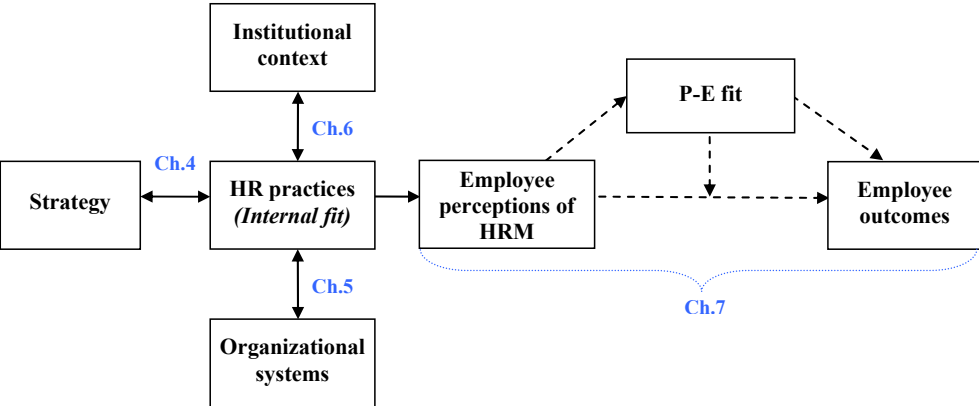 Institutional
context
P-E fit
Ch.6
Ch.4
Strategy
HR practices
(Internal fit)
Employee
perceptions of
HRM
Employee
outcomes
Ch.5
Ch.7
Organizational
systems